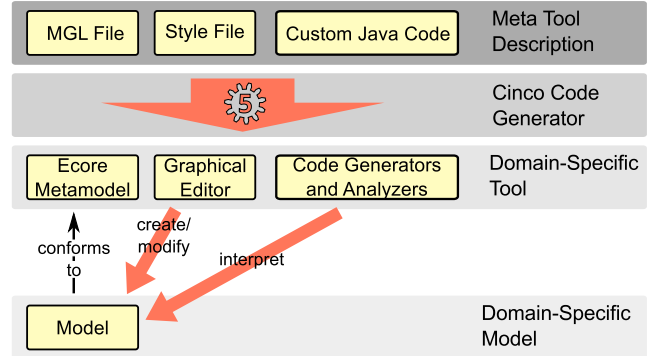 MGL File
Style File
Custom Java Code
Meta Tool
Description
5
Cinco Code
Generator
Ecore
Metamodel
Graphical
Editor
Code Generators
and Analyzers
Domain-Specific
Tool
conforms
to
create/
modify
interpret
Model
Domain-Specific
Model